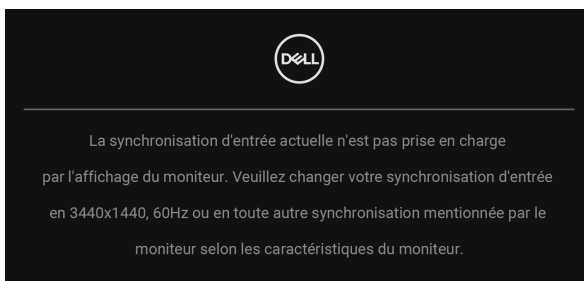 DELL
La synchronisation d'entrée actuelle n'est pas prise en charge
par l'affichage du moniteur. Veuillez changer votre synchronisation d'entrée
en 3440x1440, 60Hz ou en toute autre synchronisation mentionnée par le
moniteur selon les caractéristiques du moniteur.